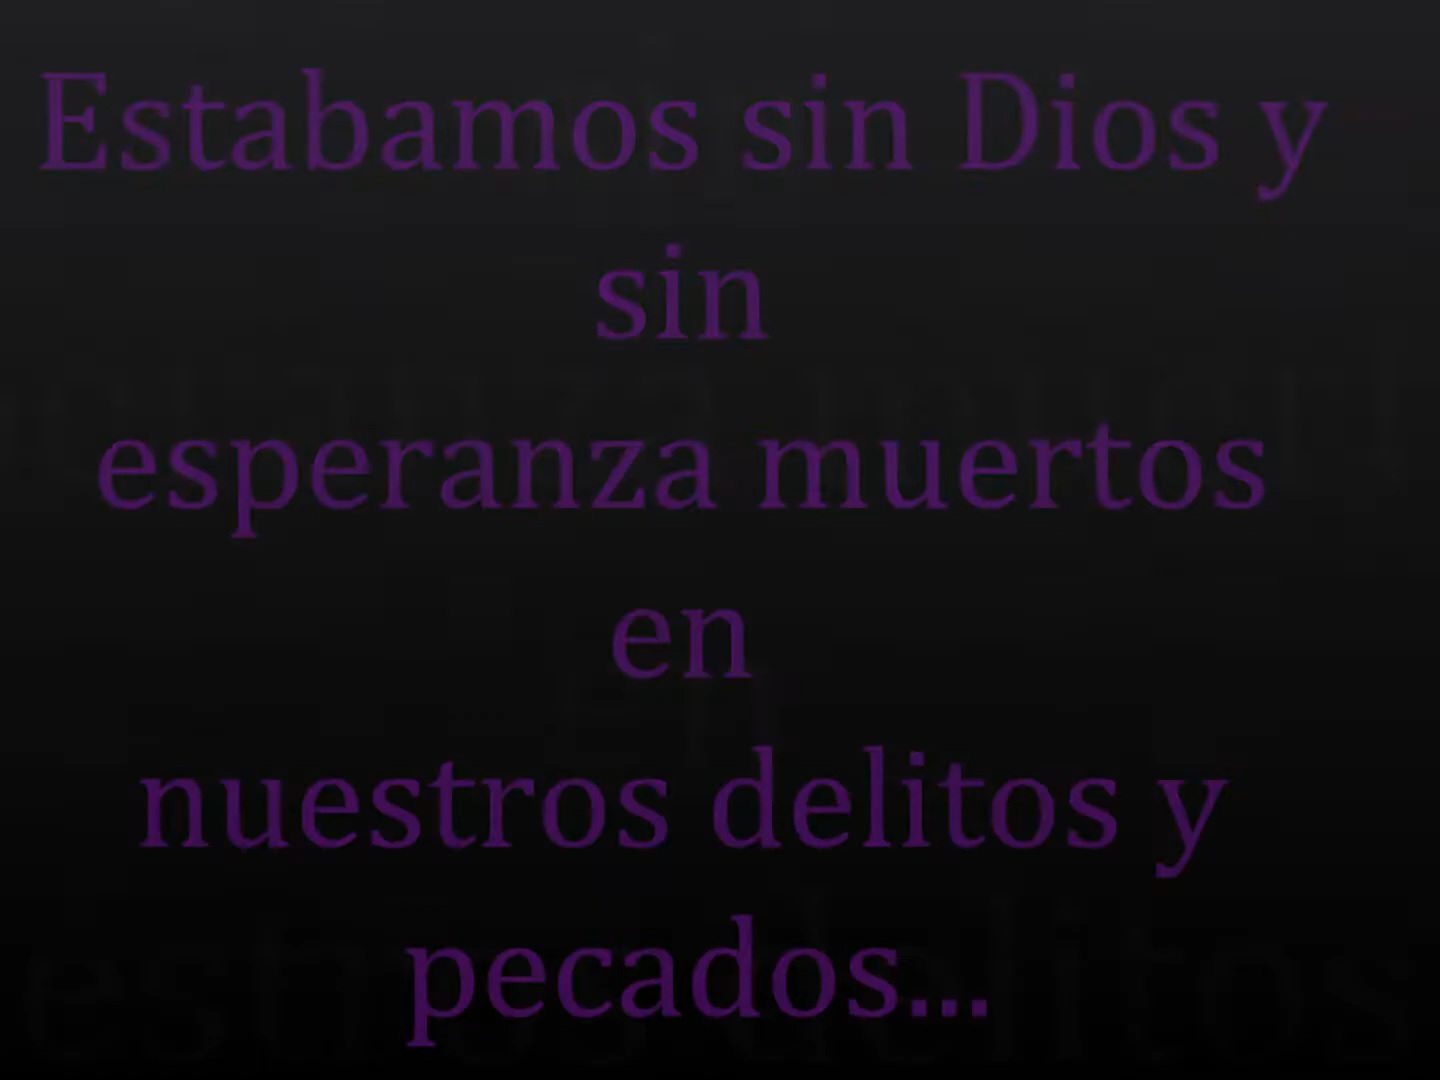 Estabamos sin Dios y
sin
esperanza muertos
en
nuestros delitos y
pecados...